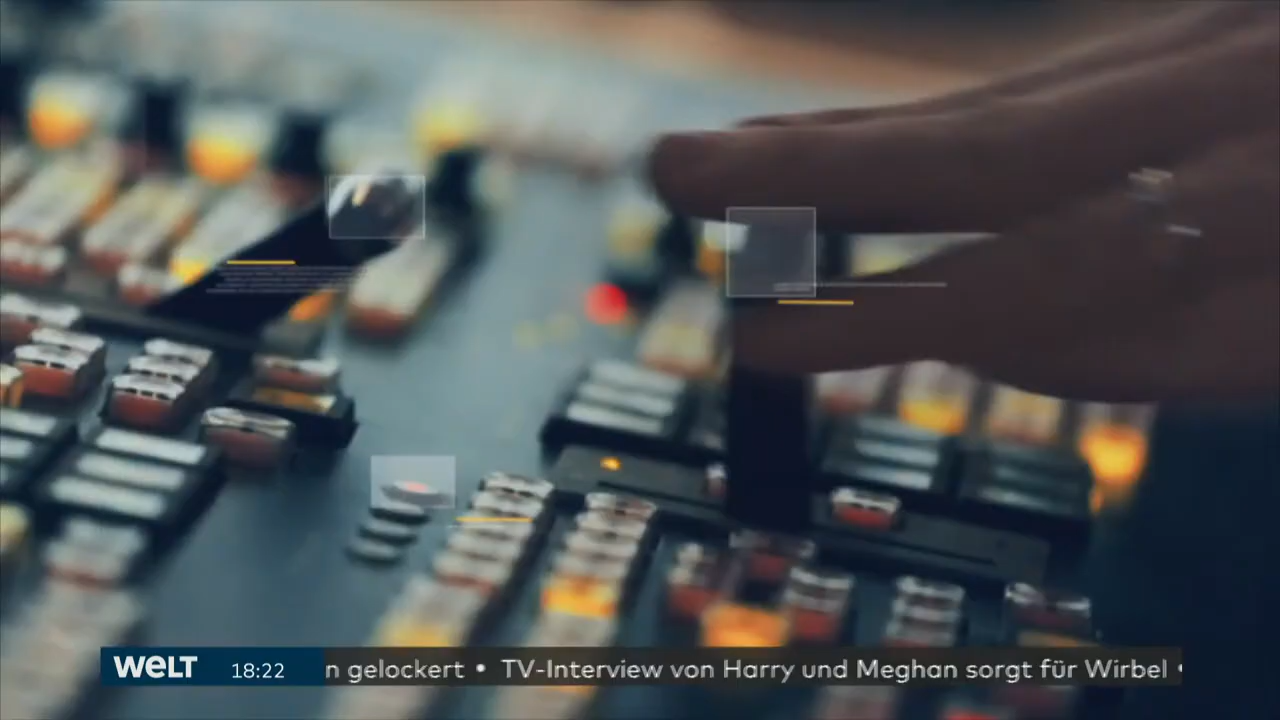 WELT 18:22 n gelockert • TV-Interview von Harry und Meghan sorgt für Wirbel •